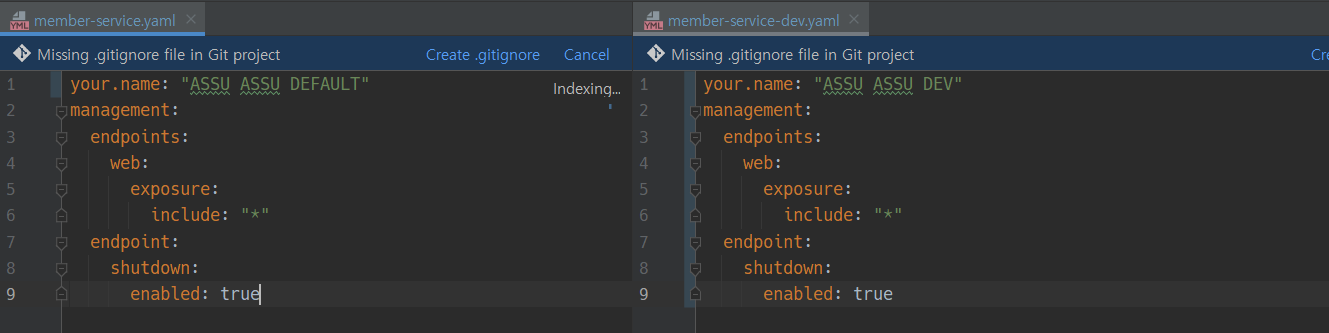 member-service.yaml
Missing .gitignore file in Git project Create .gitignore Cancel
Indexing...
1 your.name: "ASSU ASSU DEFAULT"
2 management:
3   endpoints:
4     web:
5       exposure:
6         include: "*"
7   endpoint:
8     shutdown:
9       enabled: true
member-service-dev.yaml
Missing .gitignore file in Git project Cre
1 your.name: "ASSU ASSU DEV"
2 management:
3   endpoints:
4     web:
5       exposure:
6         include: "*"
7   endpoint:
8     shutdown:
9       enabled: true